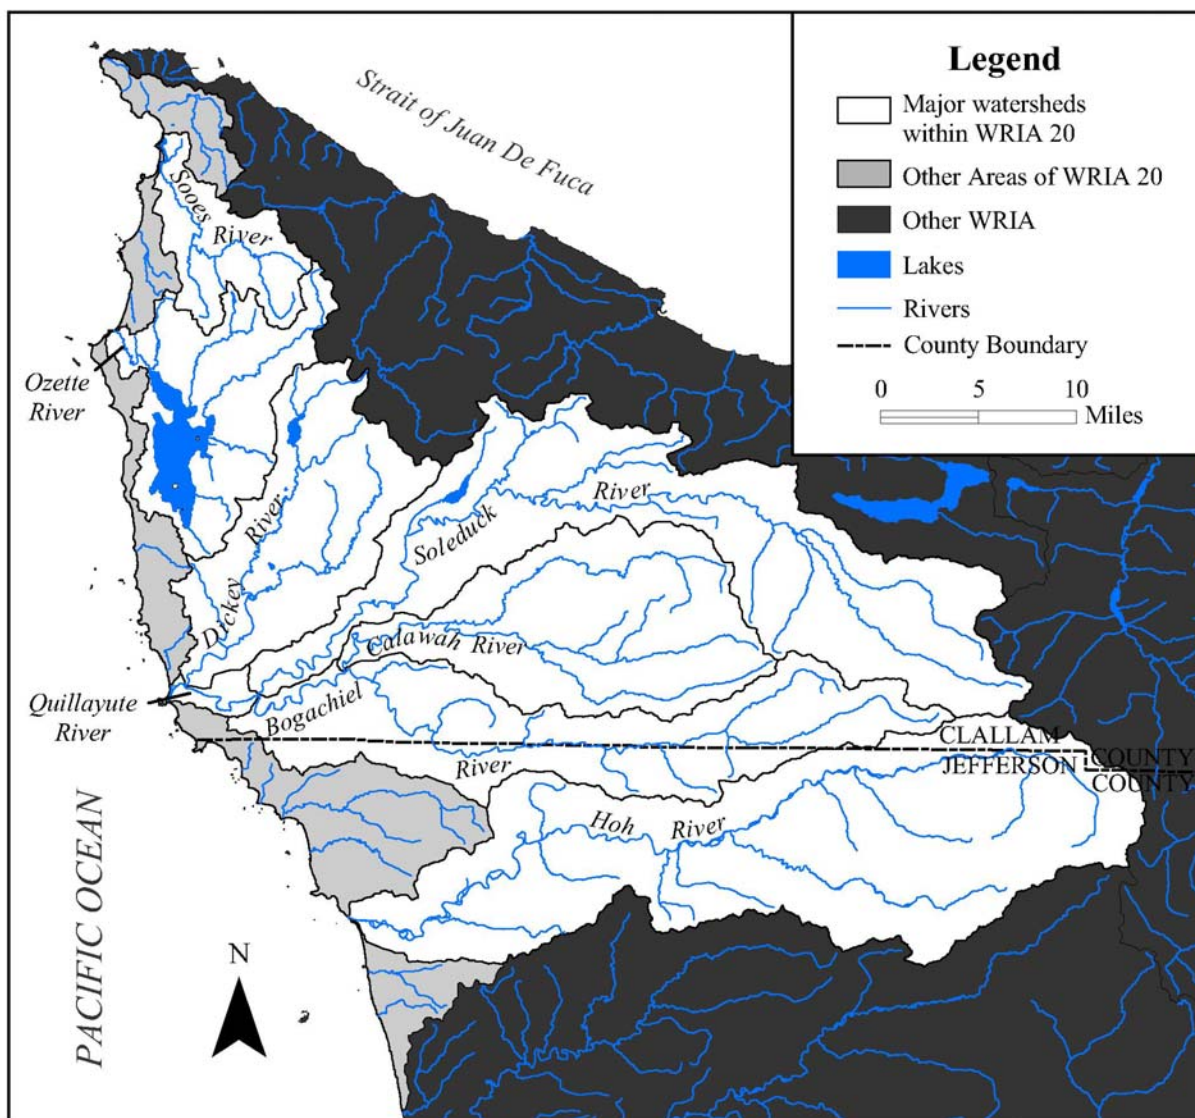 Legend
Major watersheds
within WRIA 20
Other Areas of WRIA 20
Other WRIA
Lakes
Rivers
County Boundary
0 5 10
Miles
Strait of Juan De Fuca
Sooes
River
Ozette
River
River
Soleduck
River
Dickey
Calawah River
Quillayute
River
Bogachiel
River
CLALLAM
COUNTY
JEFFERSON
COUNTY
Hoh River
PACIFIC OCEAN
N